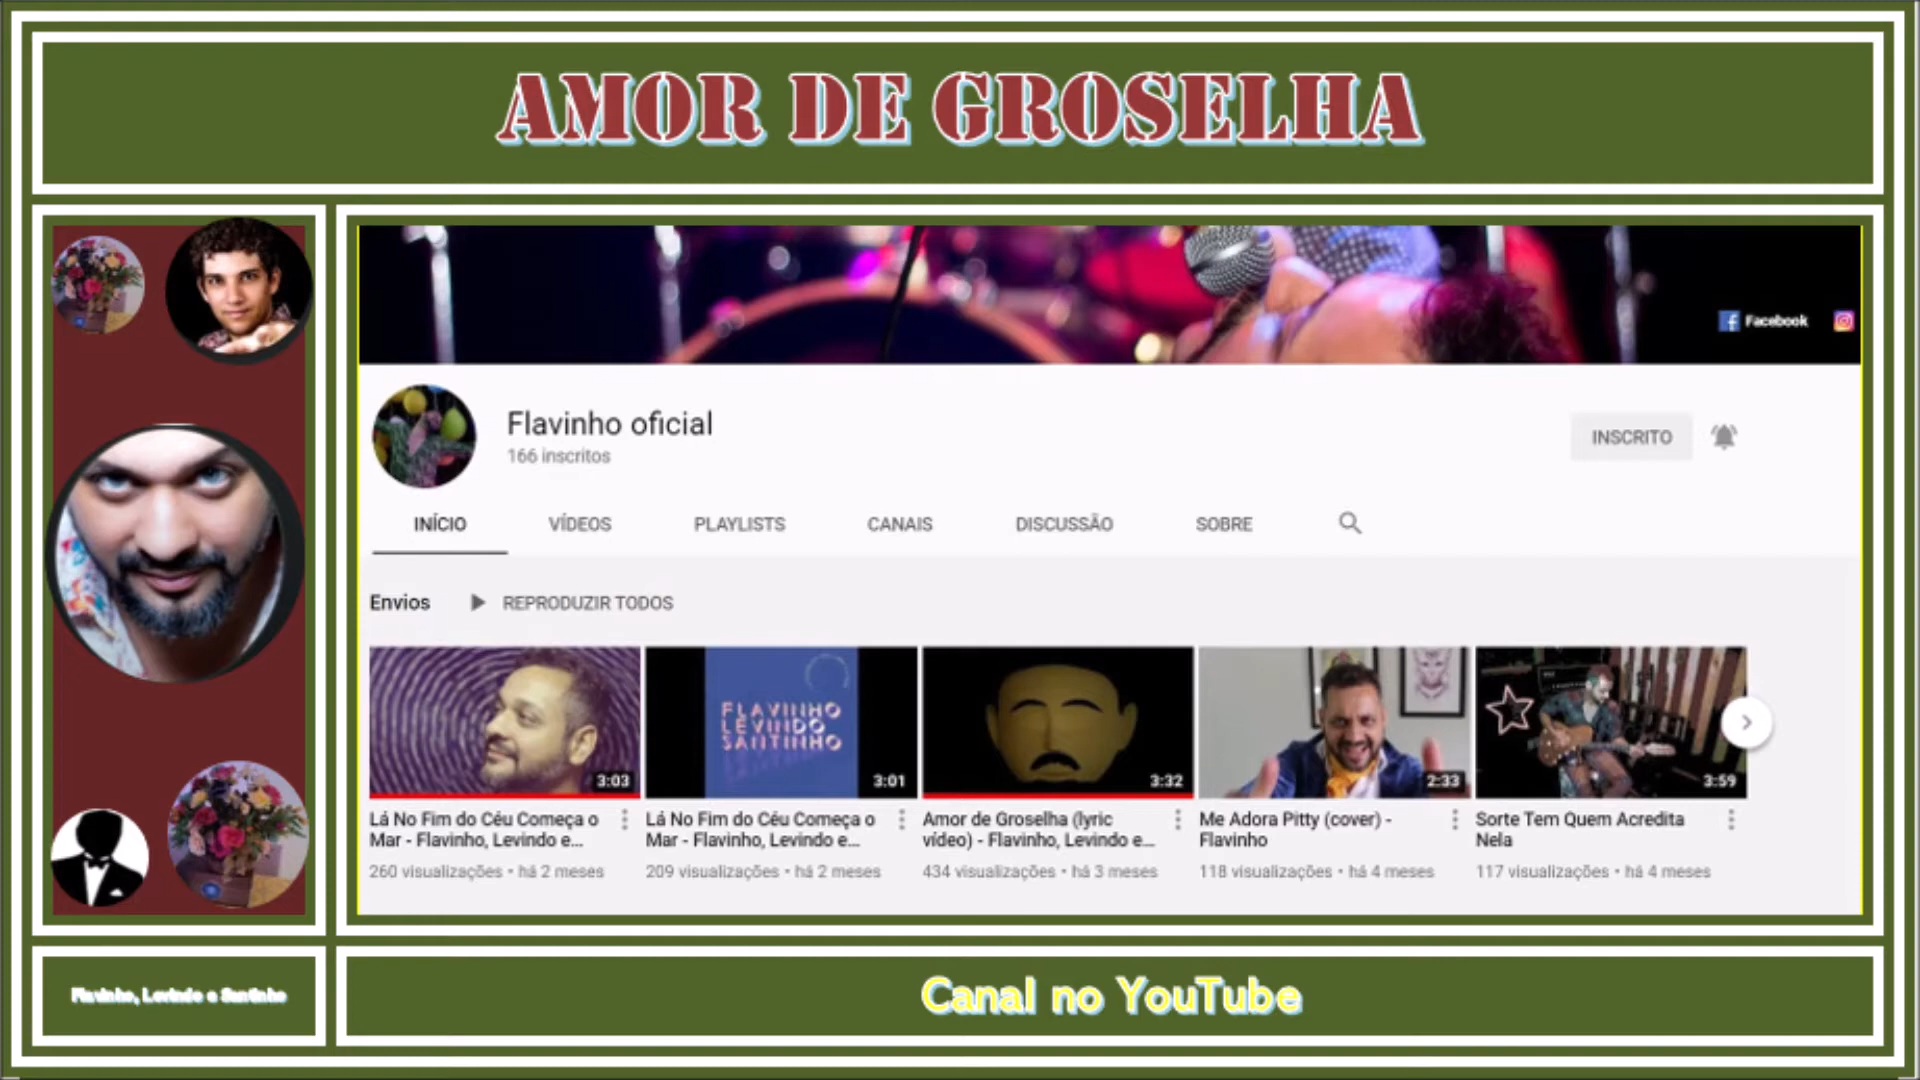 AMOR DE GROSELHA
Facebook
Flavinho oficial
166 inscritos
INSCRITO
INÍCIO
VÍDEOS
PLAYLISTS
CANAIS
DISCUSSÃO
SOBRE
Envios
REPRODUZIR TODOS
3:03
FLAVINHO
LEVINDO
SANTINHO
3:01
3:32
2:33
3:59
Lá No Fim do Céu Começa o
Mar - Flavinho, Levindo e...
260 visualizações • há 2 meses
Lá No Fim do Céu Começa o
Mar - Flavinho, Levindo e...
209 visualizações • há 2 meses
Amor de Groselha (lyric
vídeo) - Flavinho, Levindo e...
434 visualizações • há 3 meses
Me Adora Pitty (cover) -
Flavinho
118 visualizações • há 4 meses
Sorte Tem Quem Acredita
Nela
117 visualizações • há 4 meses
Flavinho, Levindo e Santinho
Canal no YouTube